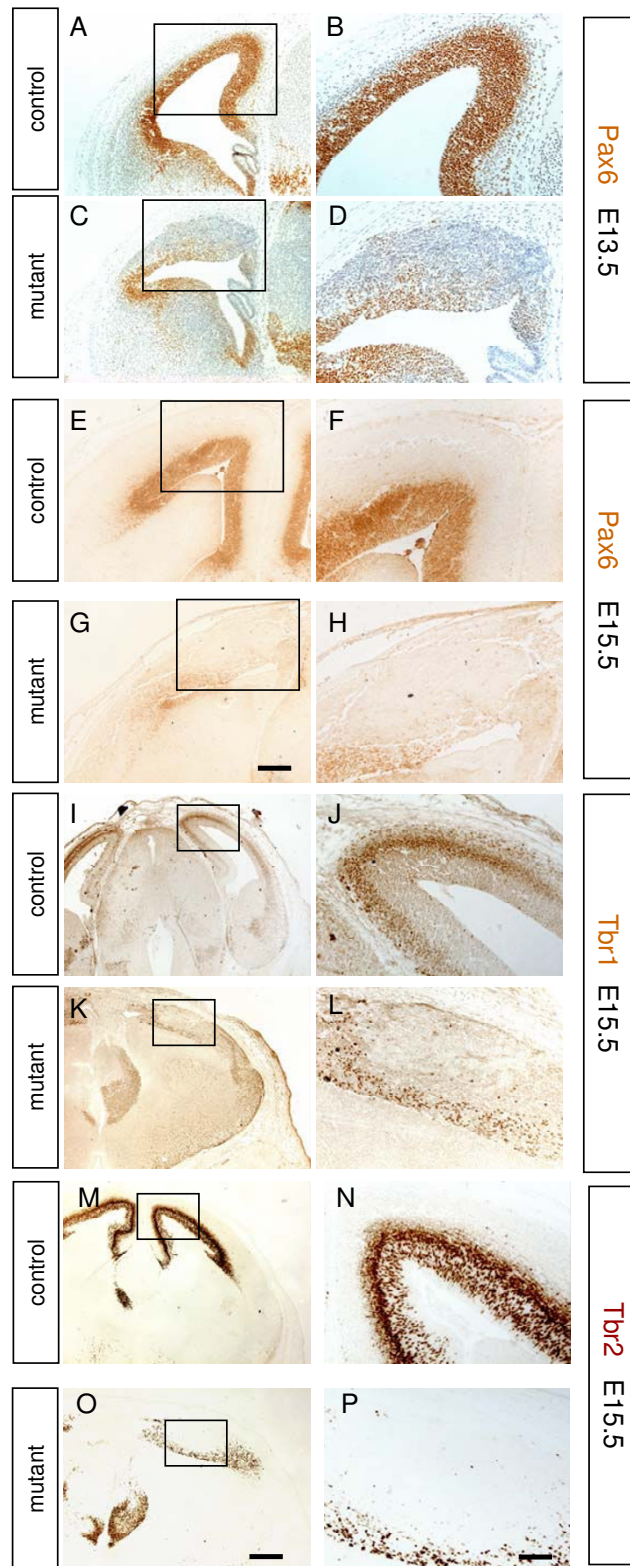 A
B
control
C
D
mutant
Pax6 E13.5
E
F
control
G
H
mutant
Pax6 E15.5
I
J
control
K
L
mutant
Tbr1 E15.5
M
N
control
O
P
mutant
Tbr2 E15.5